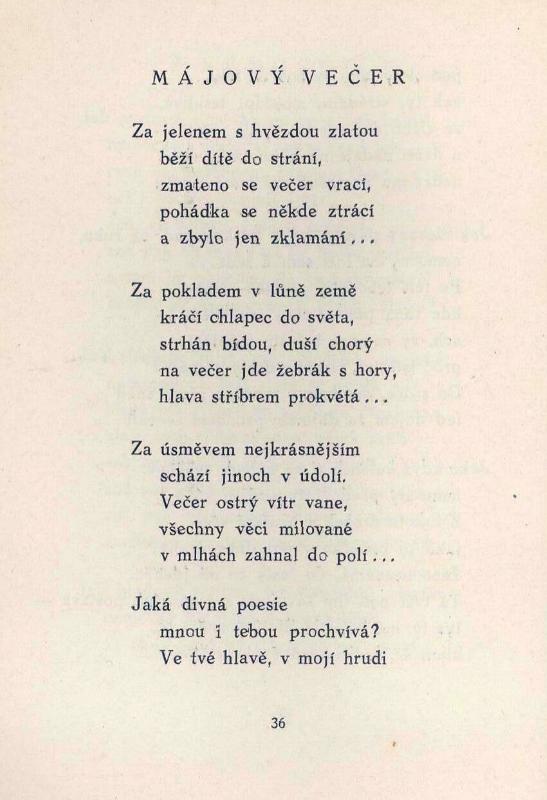 MÁJOVÝ VEČER
Za jelenem s hvězdou zlatou
běží dítě do strání,
zmateno se večer vrací,
pohádka se někde ztrácí
a zbylo jen zklamání...
Za pokladem v lůně země
kráčí chlapec do světa,
strhán bídou, duší chorý
na večer jde žebrák s hory,
hlava stříbrem prokvétá...
Za úsměvem nejkrásnějším
schází jinoch v údolí.
Večer ostrý vítr vane,
všechny věci milované
v mlhách zahnal do polí...
Jaká divná poesie
mnou i tebou prochvívá?
Ve tvé hlavě, v mojí hrudi
36